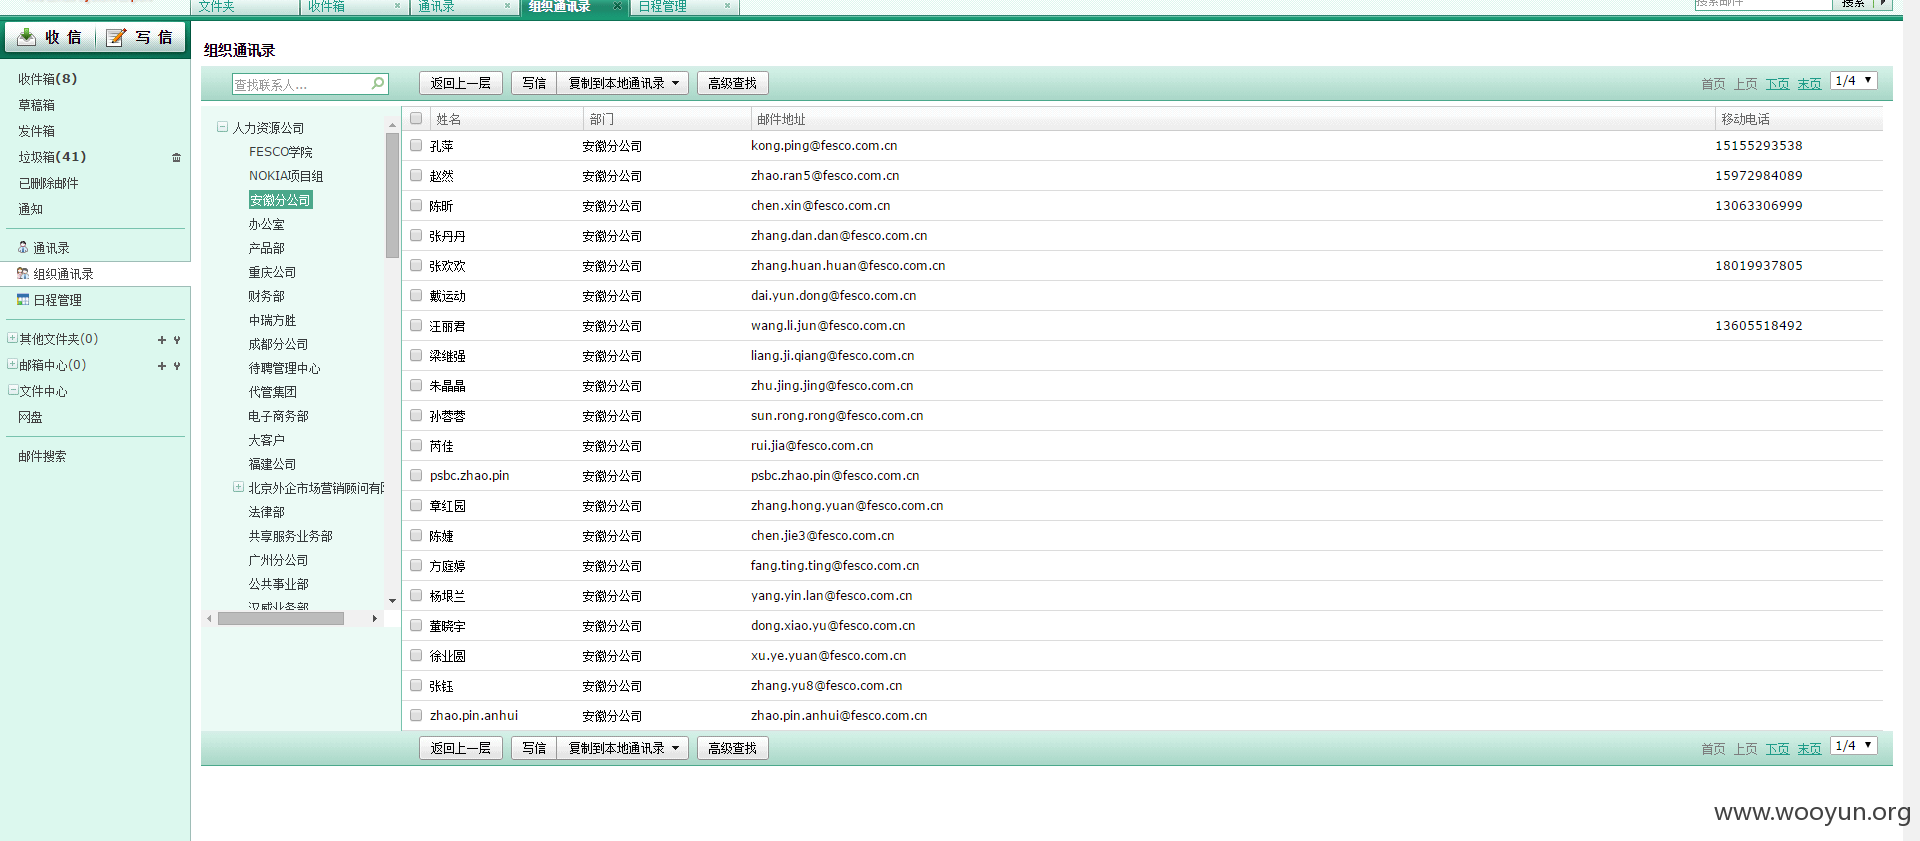 文件夹 收件箱 通讯录 组织通讯录 日程管理 搜索邮件 搜索
收信 写信
收件箱(8)
草稿箱
发件箱
垃圾箱(41)
已删除邮件
通知
通讯录
组织通讯录
日程管理
其他文件夹(0)
邮箱中心(0)
文件中心
网盘
邮件搜索
组织通讯录
查找联系人... 返回上一层 写信 复制到本地通讯录 高级查找 首页 上页 下页 末页 1/4
人力资源公司
FESCO学院
NOKIA项目组
安徽分公司
办公室
产品部
重庆公司
财务部
中瑞方胜
成都分公司
待聘管理中心
代管集团
电子商务部
大客户
福建公司
北京外企市场营销顾问有
法律部
共享服务业务部
广州分公司
公共事业部
汉威业务部
姓名 部门 邮件地址 移动电话
孔萍 安徽分公司 kong.ping@fesco.com.cn 15155293538
赵然 安徽分公司 zhao.ran5@fesco.com.cn 15972984089
陈昕 安徽分公司 chen.xin@fesco.com.cn 13063306999
张丹丹 安徽分公司 zhang.dan.dan@fesco.com.cn
张欢欢 安徽分公司 zhang.huan.huan@fesco.com.cn 18019937805
戴运动 安徽分公司 dai.yun.dong@fesco.com.cn
汪丽君 安徽分公司 wang.li.jun@fesco.com.cn 13605518492
梁继强 安徽分公司 liang.ji.qiang@fesco.com.cn
朱晶晶 安徽分公司 zhu.jing.jing@fesco.com.cn
孙蓉蓉 安徽分公司 sun.rong.rong@fesco.com.cn
芮佳 安徽分公司 rui.jia@fesco.com.cn
psbc.zhao.pin 安徽分公司 psbc.zhao.pin@fesco.com.cn
章红园 安徽分公司 zhang.hong.yuan@fesco.com.cn
陈婕 安徽分公司 chen.jie3@fesco.com.cn
方庭婷 安徽分公司 fang.ting.ting@fesco.com.cn
杨垠兰 安徽分公司 yang.yin.lan@fesco.com.cn
董晓宇 安徽分公司 dong.xiao.yu@fesco.com.cn
徐业圆 安徽分公司 xu.ye.yuan@fesco.com.cn
张钰 安徽分公司 zhang.yu8@fesco.com.cn
zhao.pin.anhui 安徽分公司 zhao.pin.anhui@fesco.com.cn
返回上一层 写信 复制到本地通讯录 高级查找 首页 上页 下页 末页 1/4
www.wooyun.org